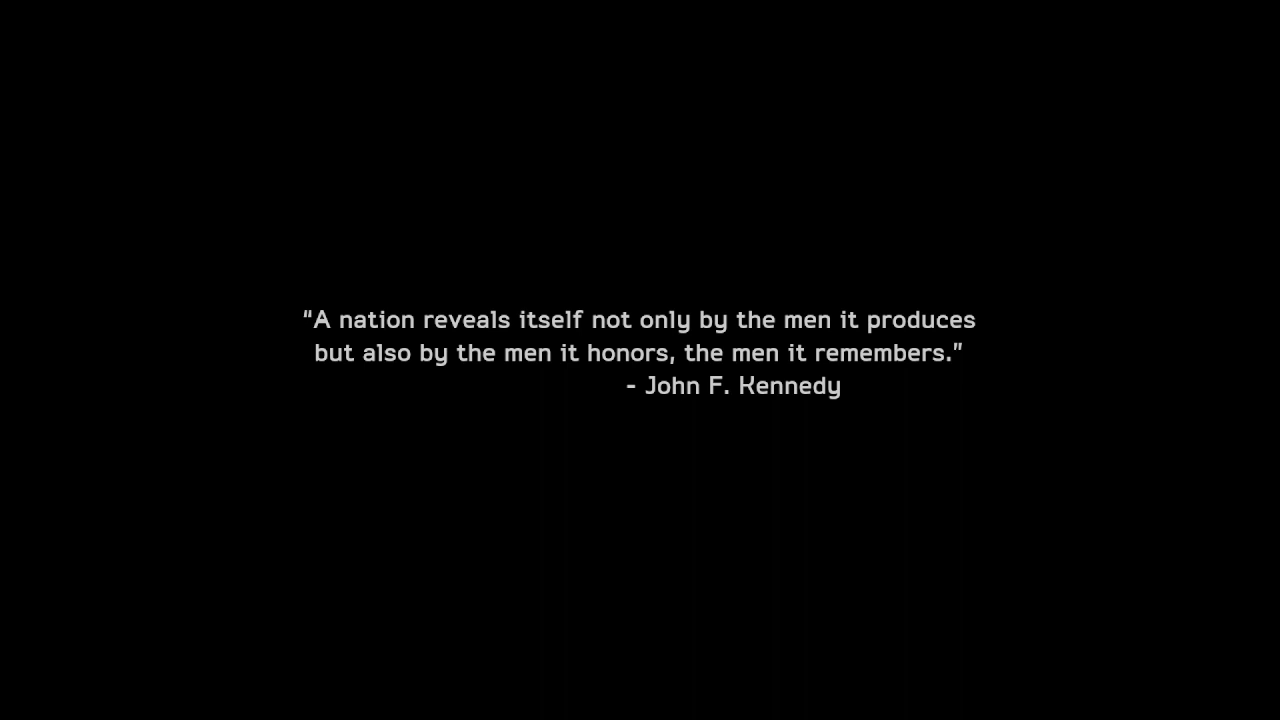 “A nation reveals itself not only by the men it produces
but also by the men it honors, the men it remembers.”
- John F. Kennedy